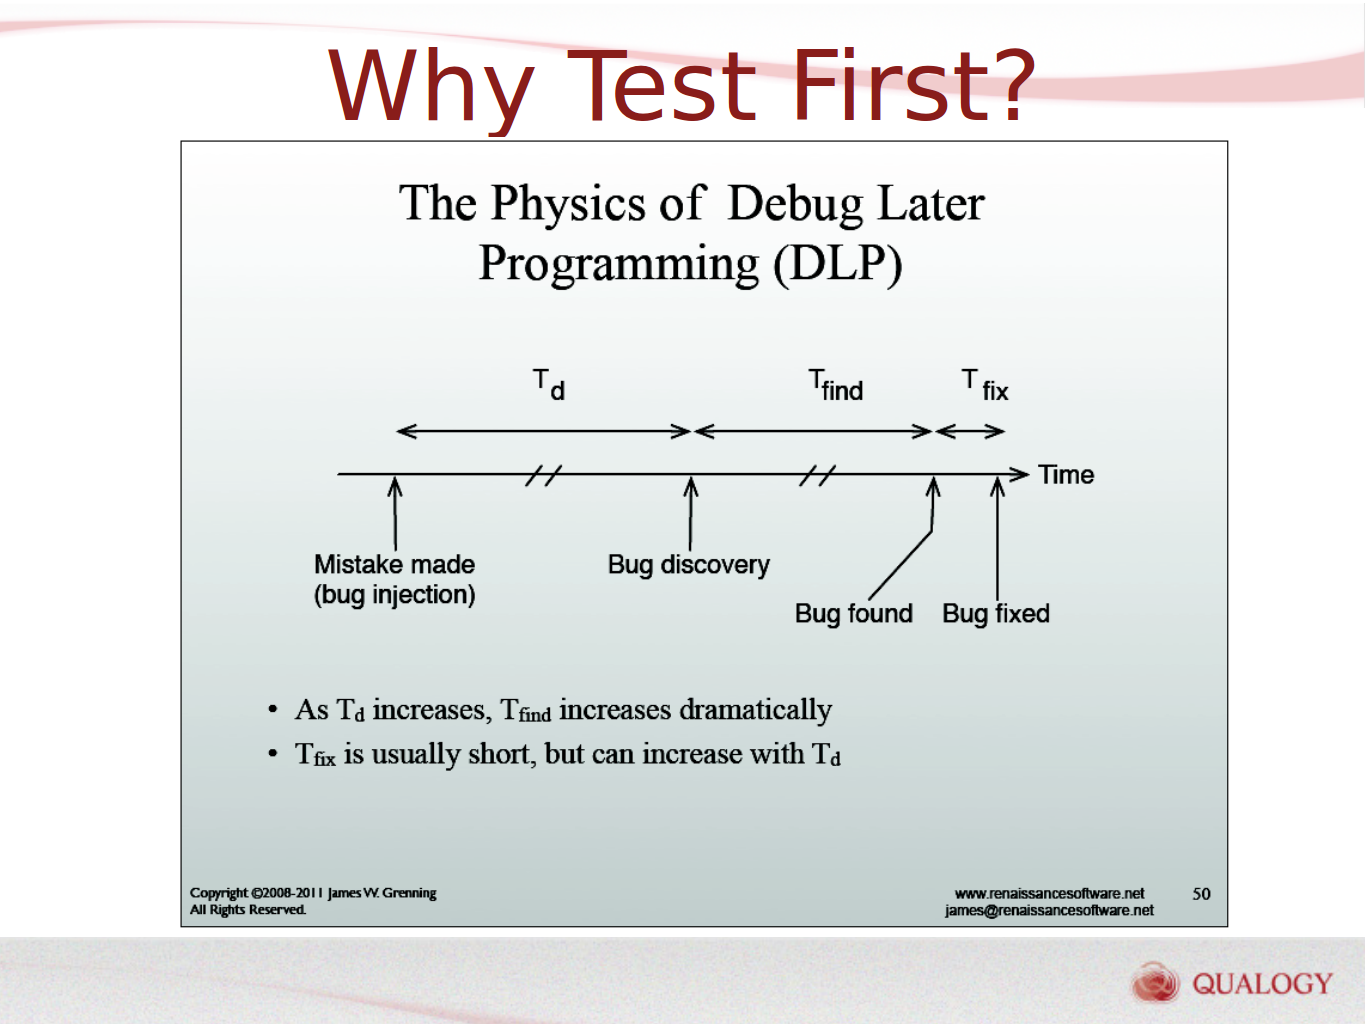 Why Test First?
The Physics of Debug Later
Programming (DLP)
Td
Tfind
T fix
Time
Mistake made
(bug injection)
Bug discovery
Bug found
Bug fixed
• As Td increases, Tfind increases dramatically
• Tfix is usually short, but can increase with Td
Copyright ©2008-2011 James W. Grenning
All Rights Reserved.
www.renaissancesoftware.net
james@renaissancesoftware.net
50
QUALOGY